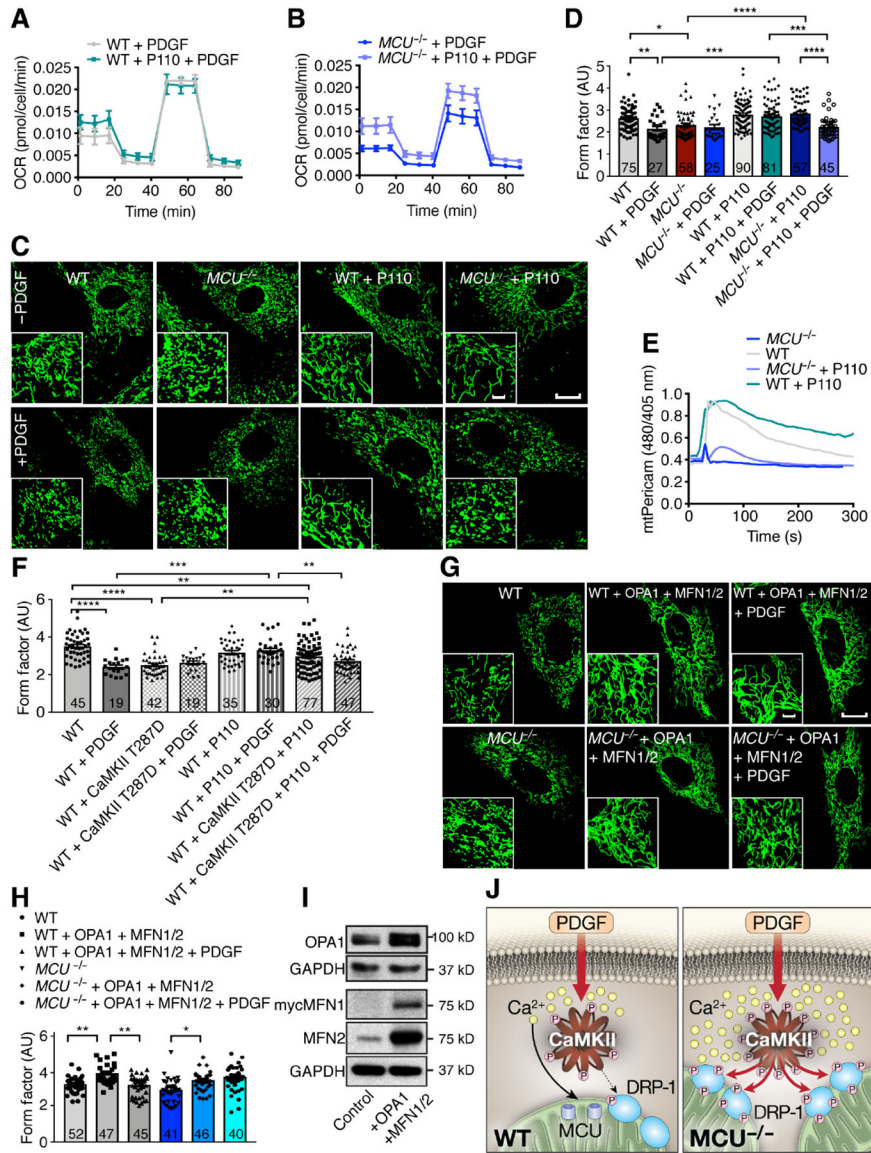 A
WT + PDGF
WT + P110 + PDGF
OCR (pmol/cell/min)
0.025
0.020
0.015
0.010
0.005
0
0 20 40 60 80
Time (min)
B
MCU⁻/⁻ + PDGF
MCU⁻/⁻ + P110 + PDGF
OCR (pmol/cell/min)
0.025
0.020
0.015
0.010
0.005
0
0 20 40 60 80
Time (min)
D
****
* ***
** *** ****
Form factor (AU)
5
4
3
2
1
0
75 27 58 25 90 81 57 45
WT
WT + PDGF
MCU⁻/⁻
MCU⁻/⁻ + PDGF
WT + P110
WT + P110 + PDGF
MCU⁻/⁻ + P110
MCU⁻/⁻ + P110 + PDGF
C
–PDGF
WT
MCU⁻/⁻
WT + P110
MCU⁻/⁻ + P110
+PDGF
E
MCU⁻/⁻
WT
MCU⁻/⁻ + P110
WT + P110
mtPericam (480/405 nm)
1.0
0.8
0.6
0.4
0.2
0 100 200 300
Time (s)
F
*** **
**
**** **
****
Form factor (AU)
6
4
2
0
45 19 42 19 35 30 77 47
WT
WT + PDGF
WT + CaMKII T287D
WT + CaMKII T287D + PDGF
WT + P110
WT + P110 + PDGF
WT + CaMKII T287D + P110
WT + CaMKII T287D + P110 + PDGF
G
WT
WT + OPA1 + MFN1/2
WT + OPA1 + MFN1/2
+ PDGF
MCU⁻/⁻
MCU⁻/⁻ + OPA1
+ MFN1/2
MCU⁻/⁻ + OPA1
+ MFN1/2
+ PDGF
H
WT
WT + OPA1 + MFN1/2
WT + OPA1 + MFN1/2 + PDGF
MCU⁻/⁻
MCU⁻/⁻ + OPA1 + MFN1/2
MCU⁻/⁻ + OPA1 + MFN1/2 + PDGF
** ** *
Form factor (AU)
6
4
2
0
52 47 45 41 46 40
I
OPA1
100 kD
GAPDH
37 kD
mycMFN1
75 kD
MFN2
75 kD
GAPDH
37 kD
Control
+OPA1
+MFN1/2
J
PDGF
Ca2+
P P P P P P
CaMKII
DRP-1
MCU
WT
PDGF
Ca2+
CaMKII
DRP-1
MCU–/–